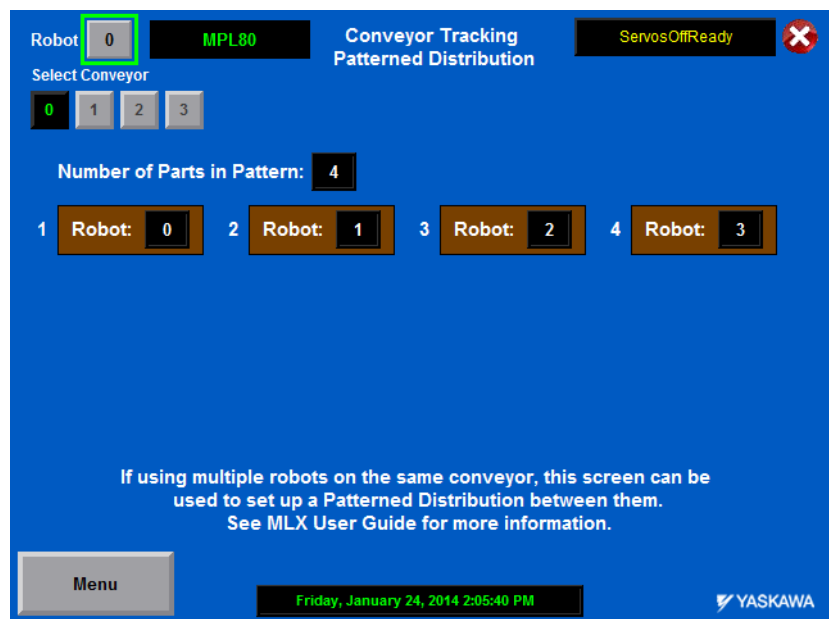 Robot 0 MPL80 Conveyor Tracking ServosOffReady
Patterned Distribution
Select Conveyor
0 1 2 3
Number of Parts in Pattern: 4
1 Robot: 0 2 Robot: 1 3 Robot: 2 4 Robot: 3
If using multiple robots on the same conveyor, this screen can be
used to set up a Patterned Distribution between them.
See MLX User Guide for more information.
Menu
Friday, January 24, 2014 2:05:40 PM
YASKAWA